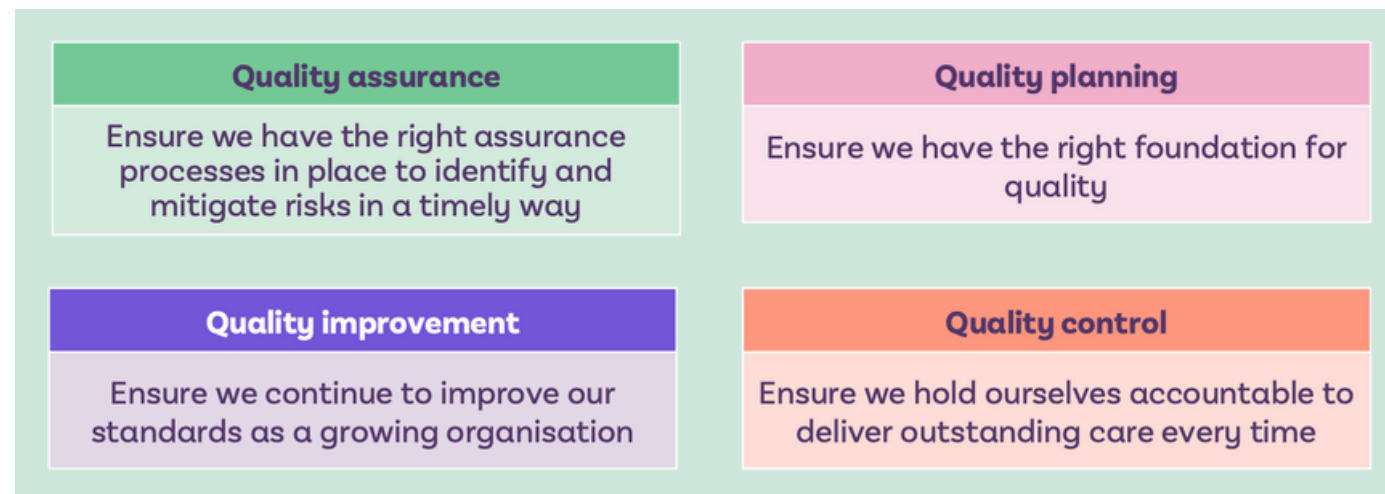 Quality assurance
Ensure we have the right assurance
processes in place to identify and
mitigate risks in a timely way
Quality planning
Ensure we have the right foundation for
quality
Quality improvement
Ensure we continue to improve our
standards as a growing organisation
Quality control
Ensure we hold ourselves accountable to
deliver outstanding care every time